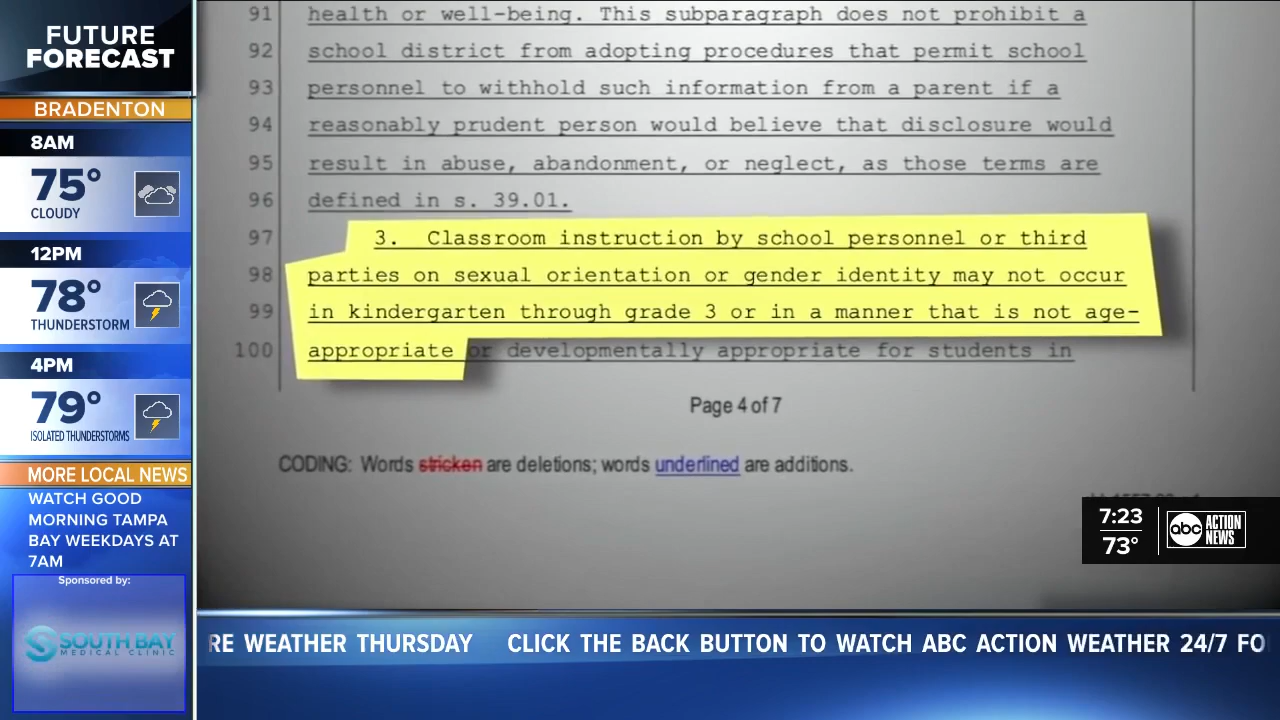 FUTURE
FORECAST
BRADENTON
8AM
75°
CLOUDY
12PM
78°
THUNDERSTORM
4PM
79°
ISOLATED THUNDERSTORMS
MORE LOCAL NEWS
WATCH GOOD
MORNING TAMPA
BAY WEEKDAYS AT
7AM
Sponsored by:
SOUTH BAY
MEDICAL CLINIC
91 health or well-being. This subparagraph does not prohibit a
92 school district from adopting procedures that permit school
93 personnel to withhold such information from a parent if a
94 reasonably prudent person would believe that disclosure would
95 result in abuse, abandonment, or neglect, as those terms are
96 defined in s. 39.01.
97 3. Classroom instruction by school personnel or third
98 parties on sexual orientation or gender identity may not occur
99 in kindergarten through grade 3 or in a manner that is not age-
100 appropriate or developmentally appropriate for students in
Page 4 of 7
CODING: Words stricken are deletions; words underlined are additions.
7:23
73°
abc ACTION
NEWS
RE WEATHER THURSDAY CLICK THE BACK BUTTON TO WATCH ABC ACTION WEATHER 24/7 FO